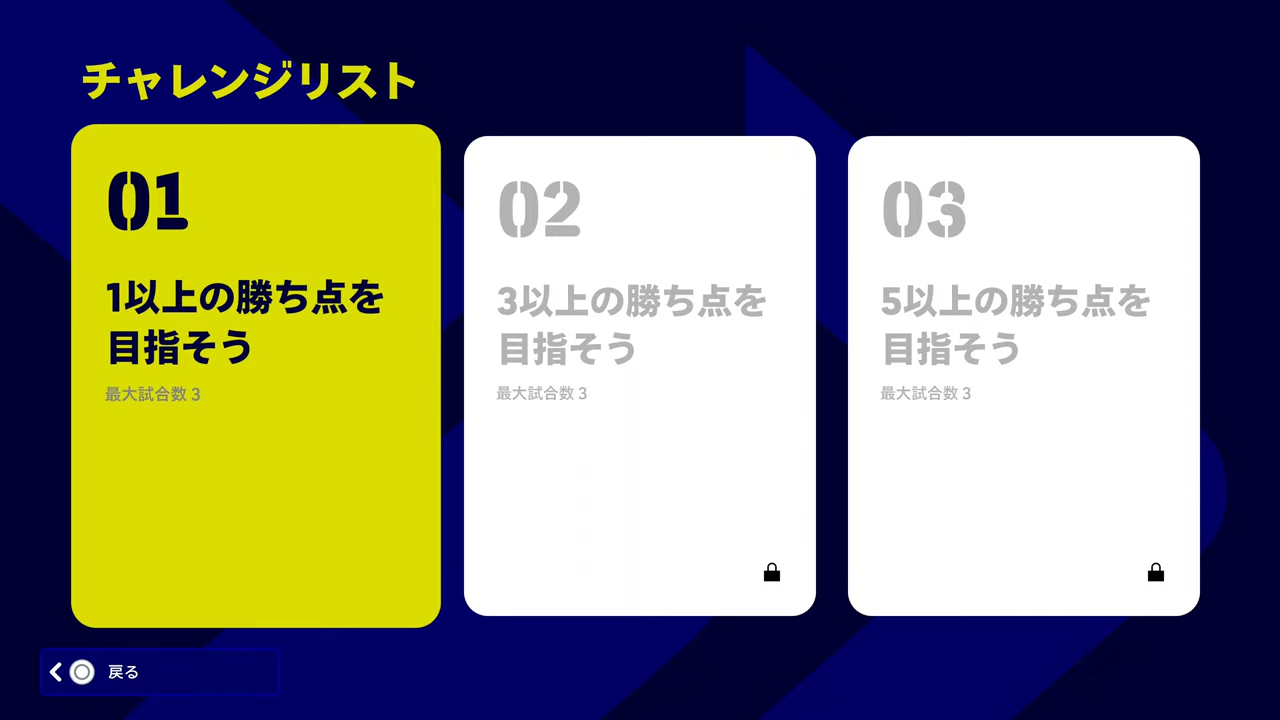 チャレンジリスト
01
1以上の勝ち点を
目指そう
最大試合数 3
02
3以上の勝ち点を
目指そう
最大試合数 3
03
5以上の勝ち点を
目指そう
最大試合数 3
戻る